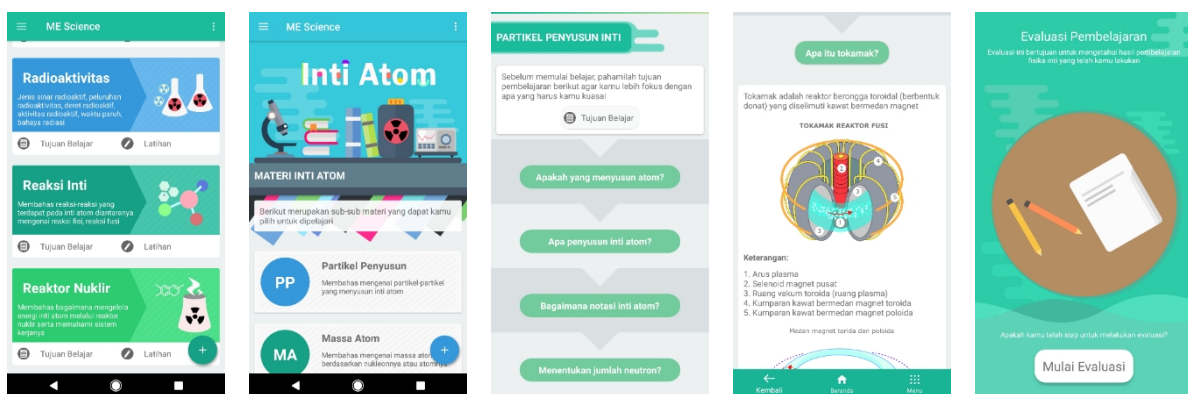 ME Science
Radioaktivitas
Jenis sinar radioaktif, peluruhan
radioaktivitas, deret radioaktif,
aktivitas radioaktif, waktu paruh,
bahaya radiasi
Tujuan Belajar
Latihan
Reaksi Inti
Membahas reaksi-reaksi yang
terdapat pada inti atom diantaranya
mengenai reaksi fisi, reaksi fusi
Tujuan Belajar
Latihan
Reaktor Nuklir
Membahas bagaimana mengelola
energi inti atom melalui reaktor
nuklir serta memahami sistem
kerjanya
Tujuan Belajar
Latihan
ME Science
Inti Atom
MATERI INTI ATOM
Berikut merupakan sub-sub materi yang dapat kamu
pilih untuk dipelajari
PP
Partikel Penyusun
Membahas mengenai partikel-partikel
yang menyusun inti atom
MA
Massa Atom
Membahas mengenai massa atom
berdasarkan nukleonnya atau atomnya
PARTIKEL PENYUSUN INTI
Sebelum memulai belajar, pahamilah tujuan
pembelajaran berikut agar kamu lebih fokus dengan
apa yang harus kamu kuasai
Tujuan Belajar
Apakah yang menyusun atom?
Apa penyusun inti atom?
Bagaimana notasi inti atom?
Menentukan jumlah neutron?
Apa itu tokamak?
Tokamak adalah reaktor berongga toroidal (berbentuk
donat) yang diselimuti kawat bermedan magnet
TOKAMAK REAKTOR FUSI
2
4
3
5
1
3
Keterangan:
1. Arus plasma
2. Selenoid magnet pusat
3. Ruang vakum toroida (ruang plasma)
4. Kumparan kawat bermedan magnet toroida
5. Kumparan kawat bermedan magnet poloida
Medan magnet toroida dan poloida
Kembali
Beranda
Menu
Evaluasi Pembelajaran
Evaluasi ini bertujuan untuk mengetahui hasil pembelajaran
fisika inti yang telah kamu lakukan
Apakah kamu telah siap untuk melakukan evaluasi?
Mulai Evaluasi